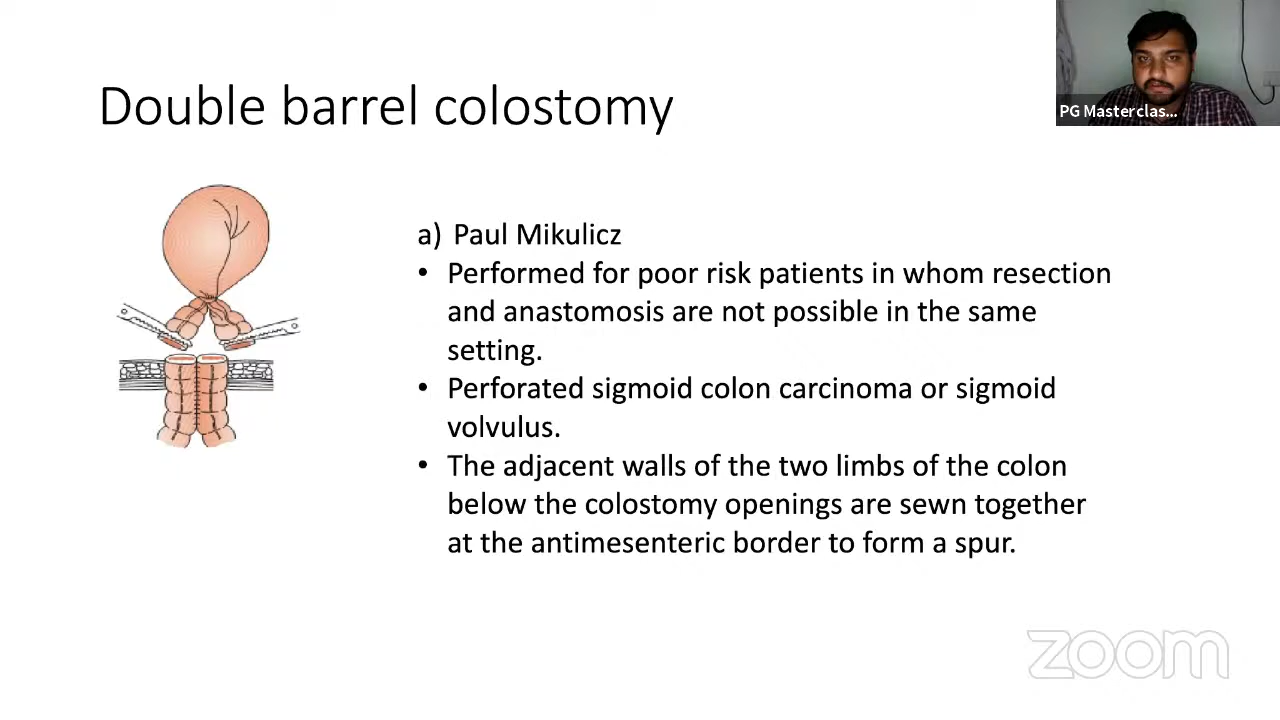 Double barrel colostomy
PG Masterclas...
a) Paul Mikulicz
• Performed for poor risk patients in whom resection
and anastomosis are not possible in the same
setting.
• Perforated sigmoid colon carcinoma or sigmoid
volvulus.
• The adjacent walls of the two limbs of the colon
below the colostomy openings are sewn together
at the antimesenteric border to form a spur.
zoom